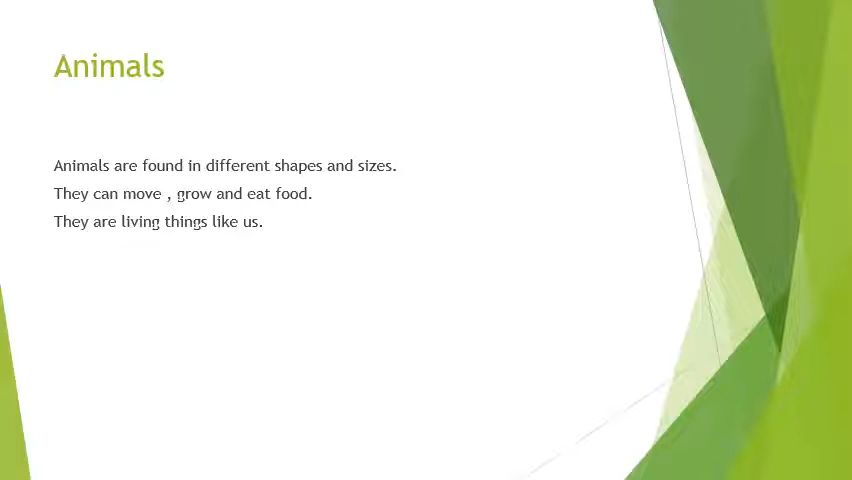 Animals
Animals are found in different shapes and sizes.
They can move , grow and eat food.
They are living things like us.